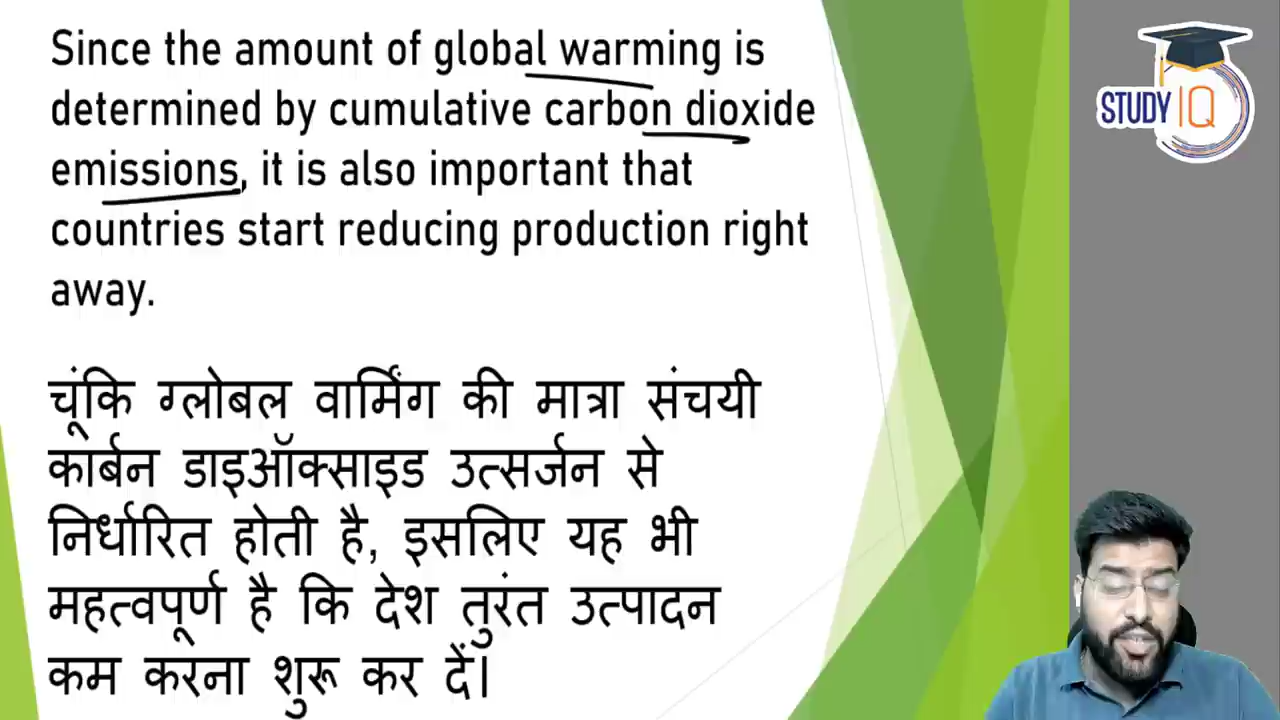 Since the amount of global warming is
determined by cumulative carbon dioxide
emissions, it is also important that
countries start reducing production right
away.
चूंकि ग्लोबल वार्मिंग की मात्रा संचयी
कार्बन डाइऑक्साइड उत्सर्जन से
निर्धारित होती है, इसलिए यह भी
महत्वपूर्ण है कि देश तुरंत उत्पादन
कम करना शुरू कर दें।
STUDY IQ